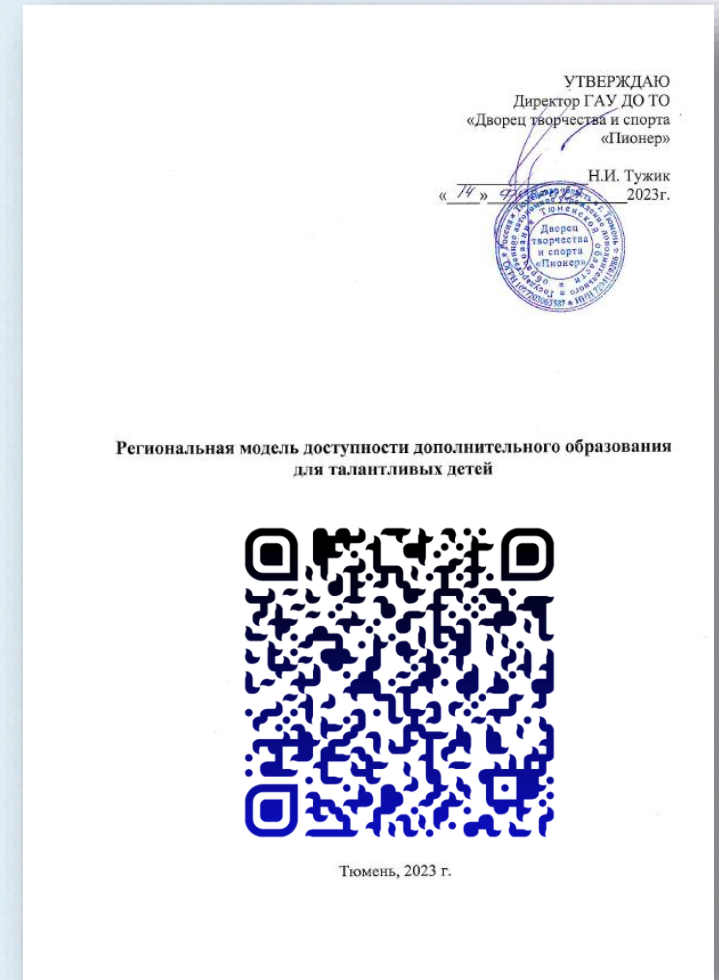 УТВЕРЖДАЮ
Директор ГАУ ДО ТО
«Дворец творчества и спорта
«Пионер»
Н.И. Тужик
« 14 » 2023г.
Дворец
творчества
и спорта
«Пионер»
Региональная модель доступности дополнительного образования
для талантливых детей
Тюмень, 2023 г.